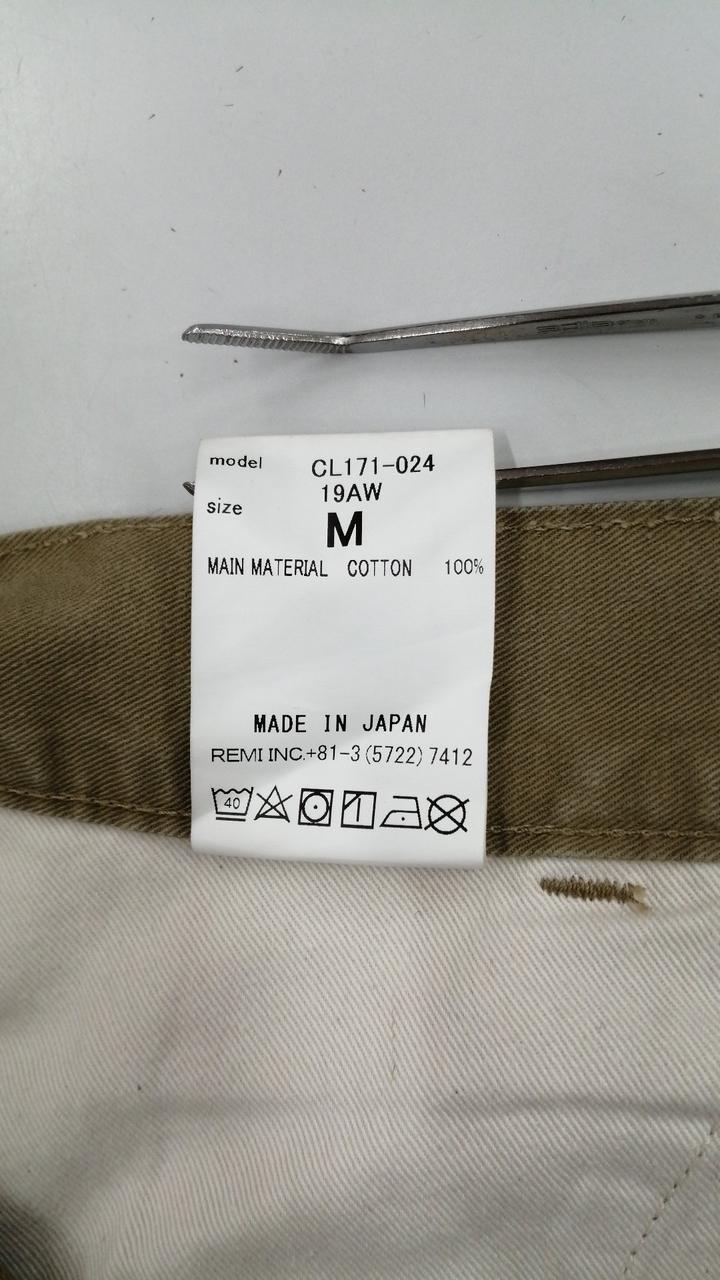 model CL171-024
19AW
size M
MAIN MATERIAL COTTON 100%
MADE IN JAPAN
REMI INC.+81-3(5722)7412
40